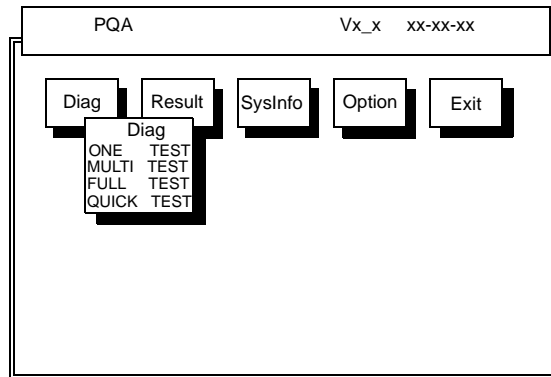 PQA Vx_x xx-xx-xx
Diag Result SysInfo Option Exit
Diag
ONE TEST
MULTI TEST
FULL TEST
QUICK TEST